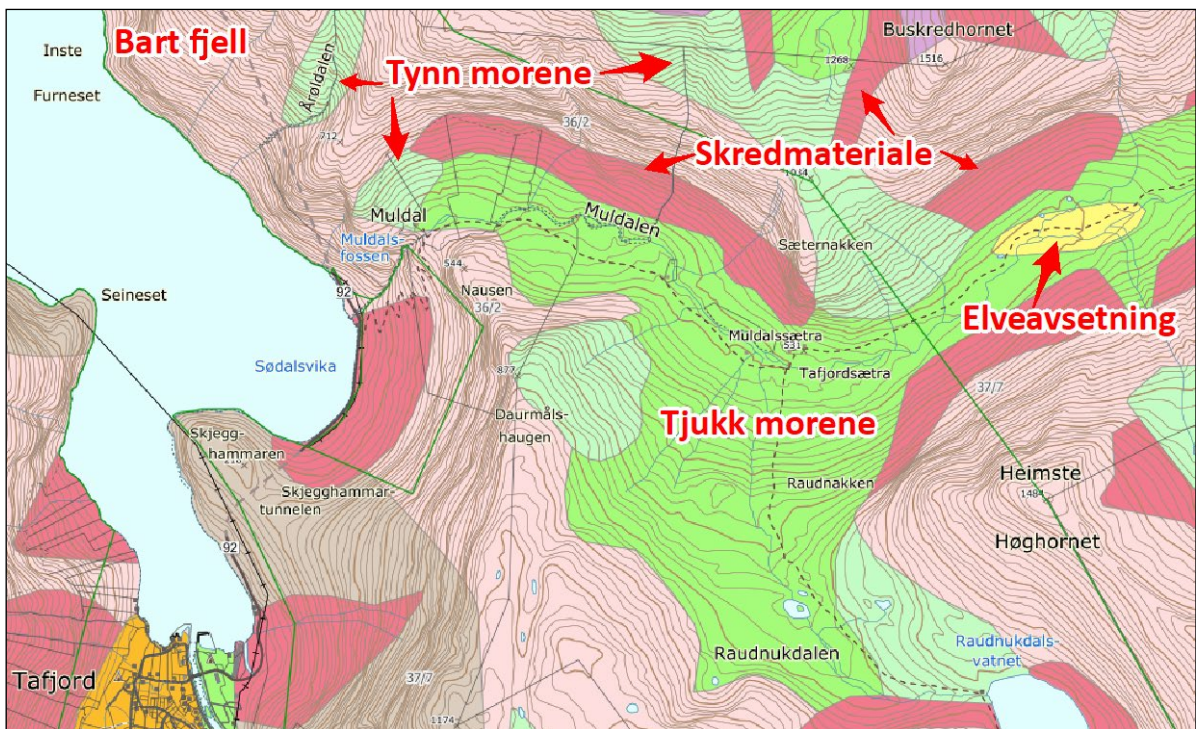 Bart fjell
Inste
Furneset
Årøldalen
Tynn morene
Buskredhornet
1268
1516
712
36/2
Skredmateriale
1034
Muldal
Muldalen
Muldals-
fossen
544
Sæternakken
Seineset
92
Nausen
36/2
Elveavsetning
Sødalsvika
Muldalssætra
531
877
Tafjordsætra
37/7
Daurmåls-
haugen
Tjukk morene
Skjegg-
hammaren
Skjegghammar-
tunnelen
Raudnakken
Heimste
1484
Høghornet
92
Raudnukdals-
vatnet
Raudnukdalen
Tafjord
37/7
1174